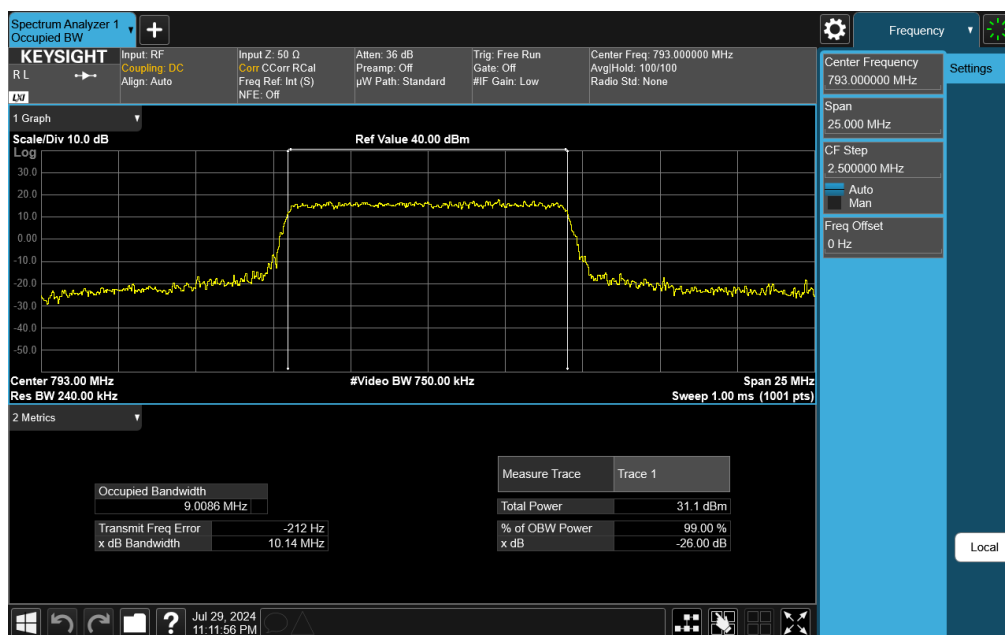 Spectrum Analyzer 1
Occupied BW
Frequency
KEYSIGHT
R L
LXI
Input: RF
Coupling: DC
Align: Auto
Input Z: 50 Ω
Corr CCorr RCal
Freq Ref: Int (S)
NFE: Off
Atten: 36 dB
Preamp: Off
µW Path: Standard
Trig: Free Run
Gate: Off
#IF Gain: Low
Center Freq: 793.000000 MHz
Avg|Hold: 100/100
Radio Std: None
Center Frequency
793.000000 MHz
Settings
Span
25.000 MHz
CF Step
2.500000 MHz
Auto
Man
Freq Offset
0 Hz
Local
1 Graph
Scale/Div 10.0 dB
Ref Value 40.00 dBm
Log
30.0
20.0
10.0
0.00
-10.0
-20.0
-30.0
-40.0
-50.0
Center 793.00 MHz
#Video BW 750.00 kHz
Span 25 MHz
Res BW 240.00 kHz
Sweep 1.00 ms (1001 pts)
2 Metrics
Occupied Bandwidth
9.0086 MHz
Transmit Freq Error -212 Hz
x dB Bandwidth 10.14 MHz
Measure Trace Trace 1
Total Power 31.1 dBm
% of OBW Power 99.00 %
x dB -26.00 dB
?
Jul 29, 2024
11:11:56 PM